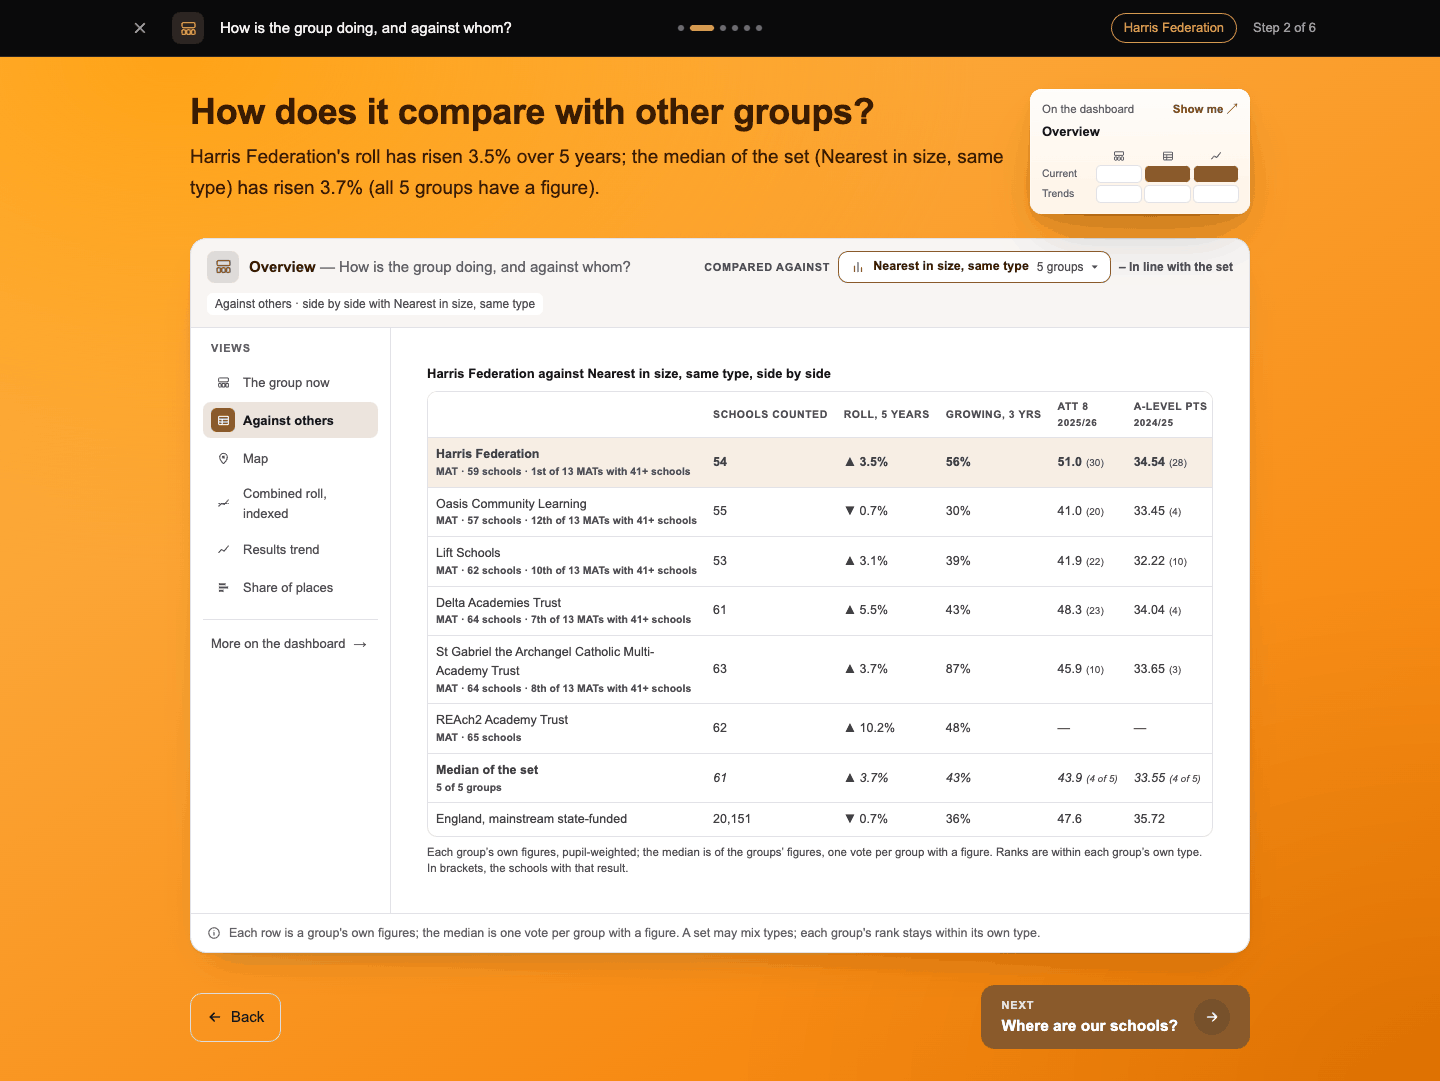 How is the group doing, and against whom?
Harris Federation
Step 2 of 6
How does it compare with other groups?
Harris Federation's roll has risen 3.5% over 5 years; the median of the set (Nearest in size, same
type) has risen 3.7% (all 5 groups have a figure).
On the dashboard
Show me
Overview
Current
Trends
Overview — How is the group doing, and against whom?
COMPARED AGAINST
Nearest in size, same type 5 groups
– In line with the set
Against others · side by side with Nearest in size, same type
VIEWS
The group now
Against others
Map
Combined roll,
indexed
Results trend
Share of places
More on the dashboard →
Harris Federation against Nearest in size, same type, side by side
SCHOOLS COUNTED ROLL, 5 YEARS GROWING, 3 YRS ATT 8 2025/26 A-LEVEL PTS 2024/25
Harris Federation
MAT · 59 schools · 1st of 13 MATs with 41+ schools
54 ▲ 3.5% 56% 51.0 (30) 34.54 (28)
Oasis Community Learning
MAT · 57 schools · 12th of 13 MATs with 41+ schools
55 ▼ 0.7% 30% 41.0 (20) 33.45 (4)
Lift Schools
MAT · 62 schools · 10th of 13 MATs with 41+ schools
53 ▲ 3.1% 39% 41.9 (22) 32.22 (10)
Delta Academies Trust
MAT · 64 schools · 7th of 13 MATs with 41+ schools
61 ▲ 5.5% 43% 48.3 (23) 34.04 (4)
St Gabriel the Archangel Catholic Multi-
Academy Trust
MAT · 64 schools · 8th of 13 MATs with 41+ schools
63 ▲ 3.7% 87% 45.9 (10) 33.65 (3)
REAch2 Academy Trust
MAT · 65 schools
62 ▲ 10.2% 48% — —
Median of the set
5 of 5 groups
61 ▲ 3.7% 43% 43.9 (4 of 5) 33.55 (4 of 5)
England, mainstream state-funded 20,151 ▼ 0.7% 36% 47.6 35.72
Each group's own figures, pupil-weighted; the median is of the groups' figures, one vote per group with a figure. Ranks are within each group's own type.
In brackets, the schools with that result.
Each row is a group's own figures; the median is one vote per group with a figure. A set may mix types; each group's rank stays within its own type.
← Back
NEXT
Where are our schools?